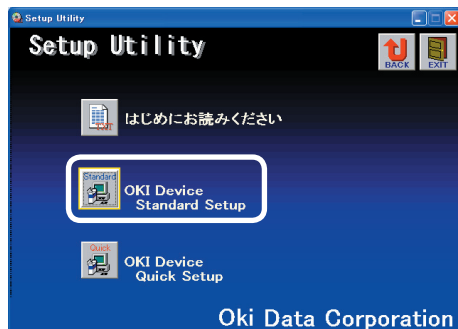 Setup Utility
Setup Utility
BACK
EXIT
TXT
はじめにお読みください
Standard
OKI Device
Standard Setup
Quick
OKI Device
Quick Setup
Oki Data Corporation